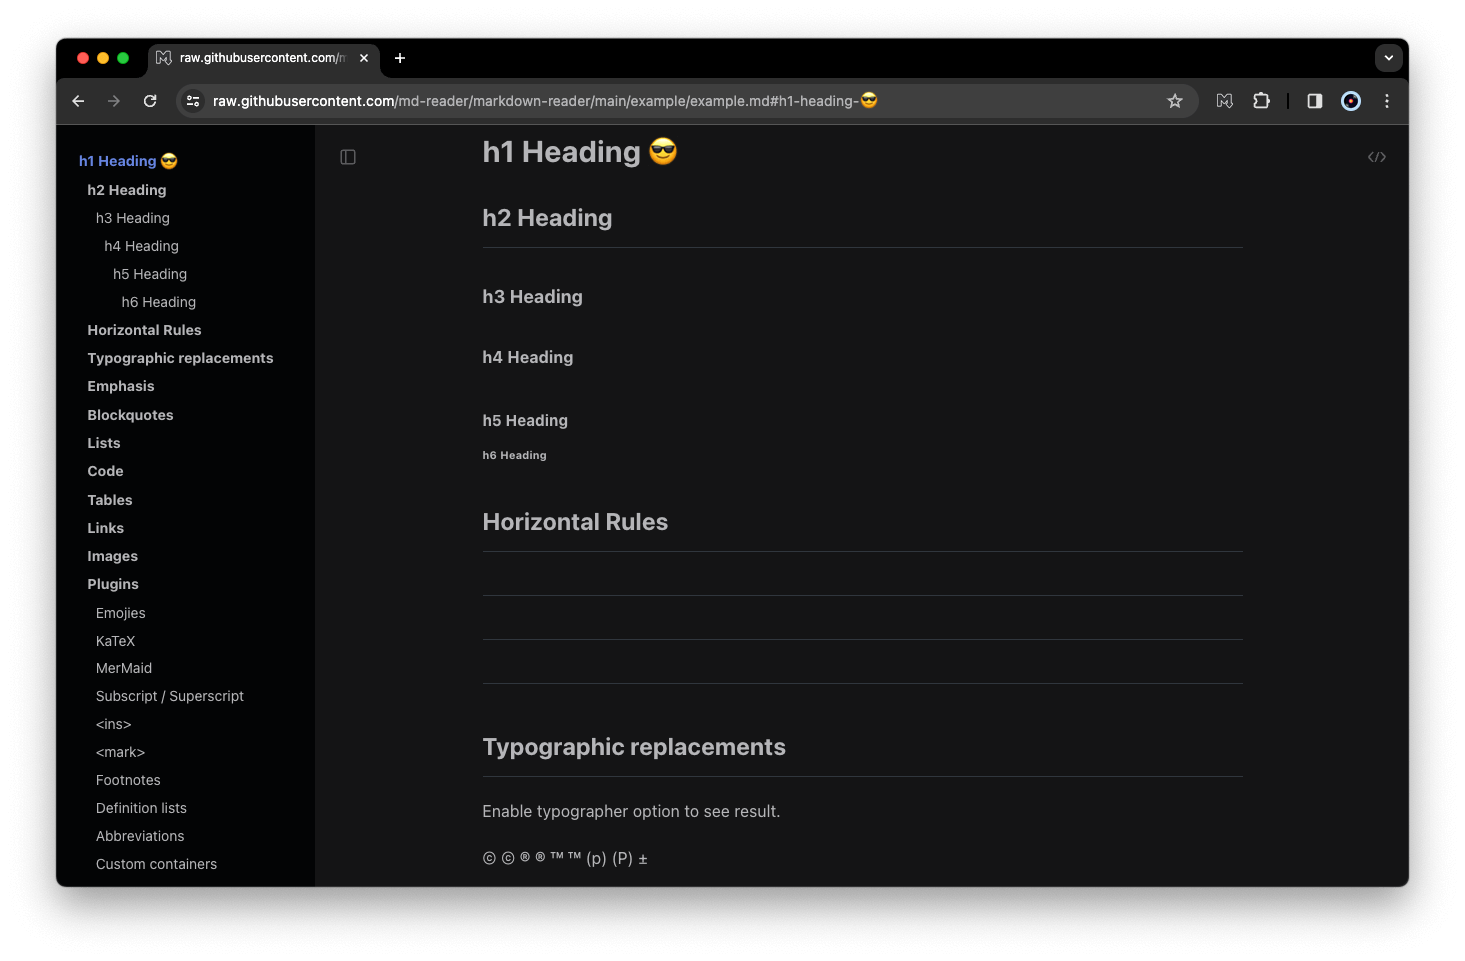 raw.githubusercontent.com/m
raw.githubusercontent.com/md-reader/markdown-reader/main/example/example.md#h1-heading-😎
h1 Heading 😎
h2 Heading
h3 Heading
h4 Heading
h5 Heading
h6 Heading
Horizontal Rules
Typographic replacements
Emphasis
Blockquotes
Lists
Code
Tables
Links
Images
Plugins
Emojies
KaTeX
MerMaid
Subscript / Superscript
<ins>
<mark>
Footnotes
Definition lists
Abbreviations
Custom containers
h1 Heading 😎
h2 Heading
h3 Heading
h4 Heading
h5 Heading
h6 Heading
Horizontal Rules
Typographic replacements
Enable typographer option to see result.
© © ® ® ™ ™ (p) (P) ±